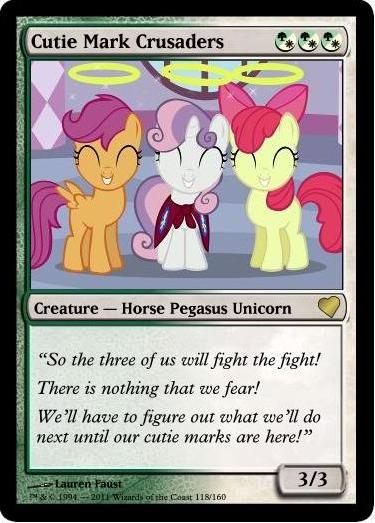 Cutie Mark Crusaders
Creature — Horse Pegasus Unicorn
“So the three of us will fight the fight!
There is nothing that we fear!
We’ll have to figure out what we’ll do
next until our cutie marks are here!”
Lauren Faust
™ & © 1994 — 2011 Wizards of the Coast 118/160
3/3